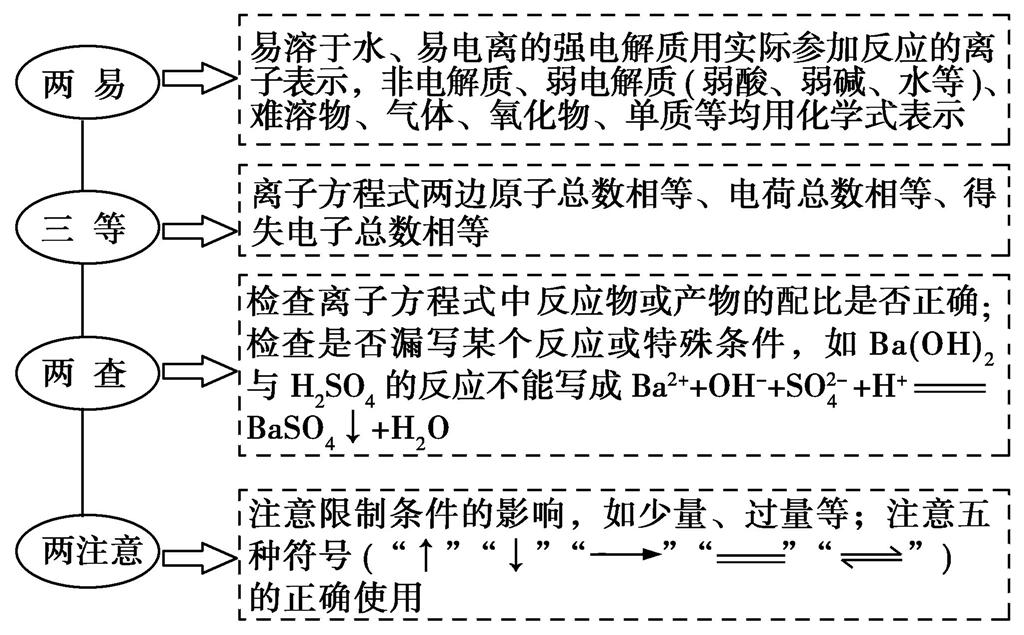 两易
易溶于水、易电离的强电解质用实际参加反应的离
子表示，非电解质、弱电解质(弱酸、弱碱、水等)、
难溶物、气体、氧化物、单质等均用化学式表示
三等
离子方程式两边原子总数相等、电荷总数相等、得
失电子总数相等
两查
检查离子方程式中反应物或产物的配比是否正确；
检查是否漏写某个反应或特殊条件，如 Ba(OH)₂
与 H₂SO₄ 的反应不能写成 Ba²⁺+OH⁻+SO₄²⁻+H⁺══
BaSO₄↓+H₂O
两注意
注意限制条件的影响，如少量、过量等；注意五
种符号(“↑”“↓”“⟶”“══”“⇌”)
的正确使用